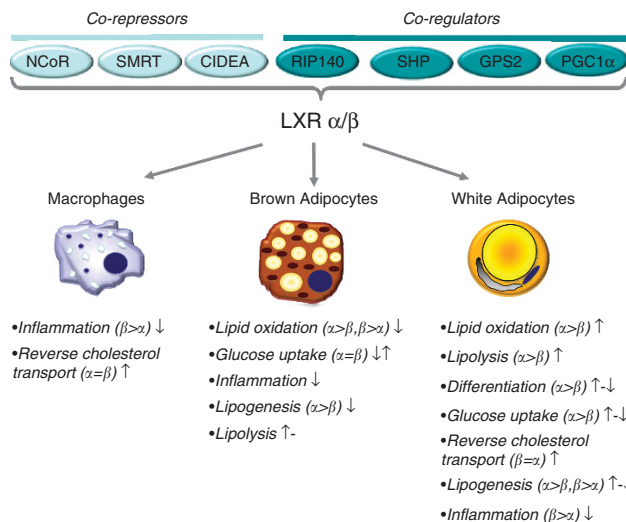 Co-repressors Co-regulators
NCoR SMRT CIDEA RIP140 SHP GPS2 PGC1α
LXR α/β
Macrophages Brown Adipocytes White Adipocytes
•Inflammation (β>α) ↓
•Reverse cholesterol
transport (α=β) ↑
•Lipid oxidation (α>β,β>α) ↓
•Glucose uptake (α=β) ↓↑
•Inflammation ↓
•Lipogenesis (α>β) ↓
•Lipolysis ↑-
•Lipid oxidation (α>β) ↑
•Lipolysis (α>β) ↑
•Differentiation (α>β) ↑-↓
•Glucose uptake (α>β) ↑-↓
•Reverse cholesterol
transport (β=α) ↑
•Lipogenesis (α>β,β>α) ↑-↓
•Inflammation (β>α) ↓